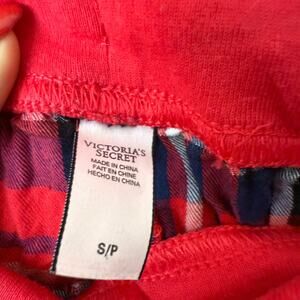 VICTORIA'S
SECRET
MADE IN CHINA
FAIT EN CHINE
HECHO EN CHINA
S/P